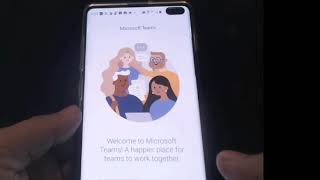 Microsoft Teams
Welcome to Microsoft
Teams! A happier place for
teams to work together.